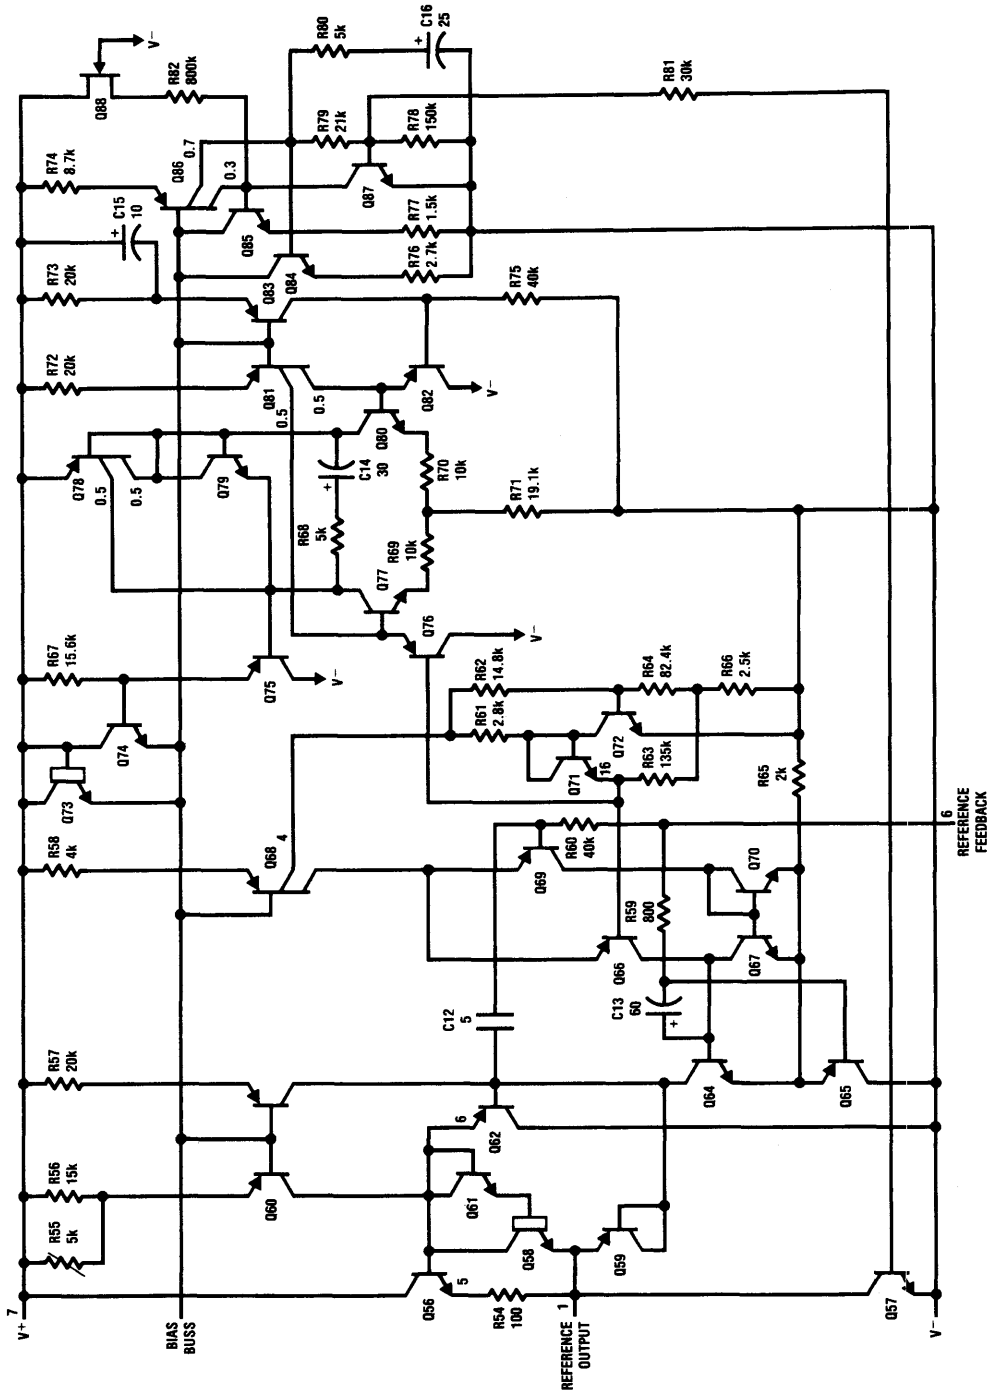 V+
7
BIAS
BUSS
REFERENCE
OUTPUT
1
V−
REFERENCE
FEEDBACK
6
R55
5k
R56
15k
R57
20k
R58
4k
R67
15.6k
R72
20k
R73
20k
C15
+
10
R74
8.7k
R82
800k
Q88
V−
Q60
Q68
4
Q73
Q74
Q75
V−
Q78
0.5
0.5
Q79
Q81
0.5
0.5
Q83
Q84
Q85
Q86
0.7
0.3
R80
5k
+
C16
25
R79
21k
R78
150k
Q87
R77
1.5k
R76
2.7k
R81
30k
R75
40k
Q82
V−
Q80
+
C14
30
R68
5k
R70
10k
R69
10k
R71
19.1k
Q77
Q76
V−
R62
14.8k
R61
2.8k
R64
82.4k
R66
2.5k
R63
135k
Q72
Q71
16
R65
2k
Q69
R60
40k
Q70
R59
800
Q66
Q67
C12
5
C13
60
+
Q64
Q65
Q62
6
Q61
Q58
Q59
Q56
5
R54
100
Q57